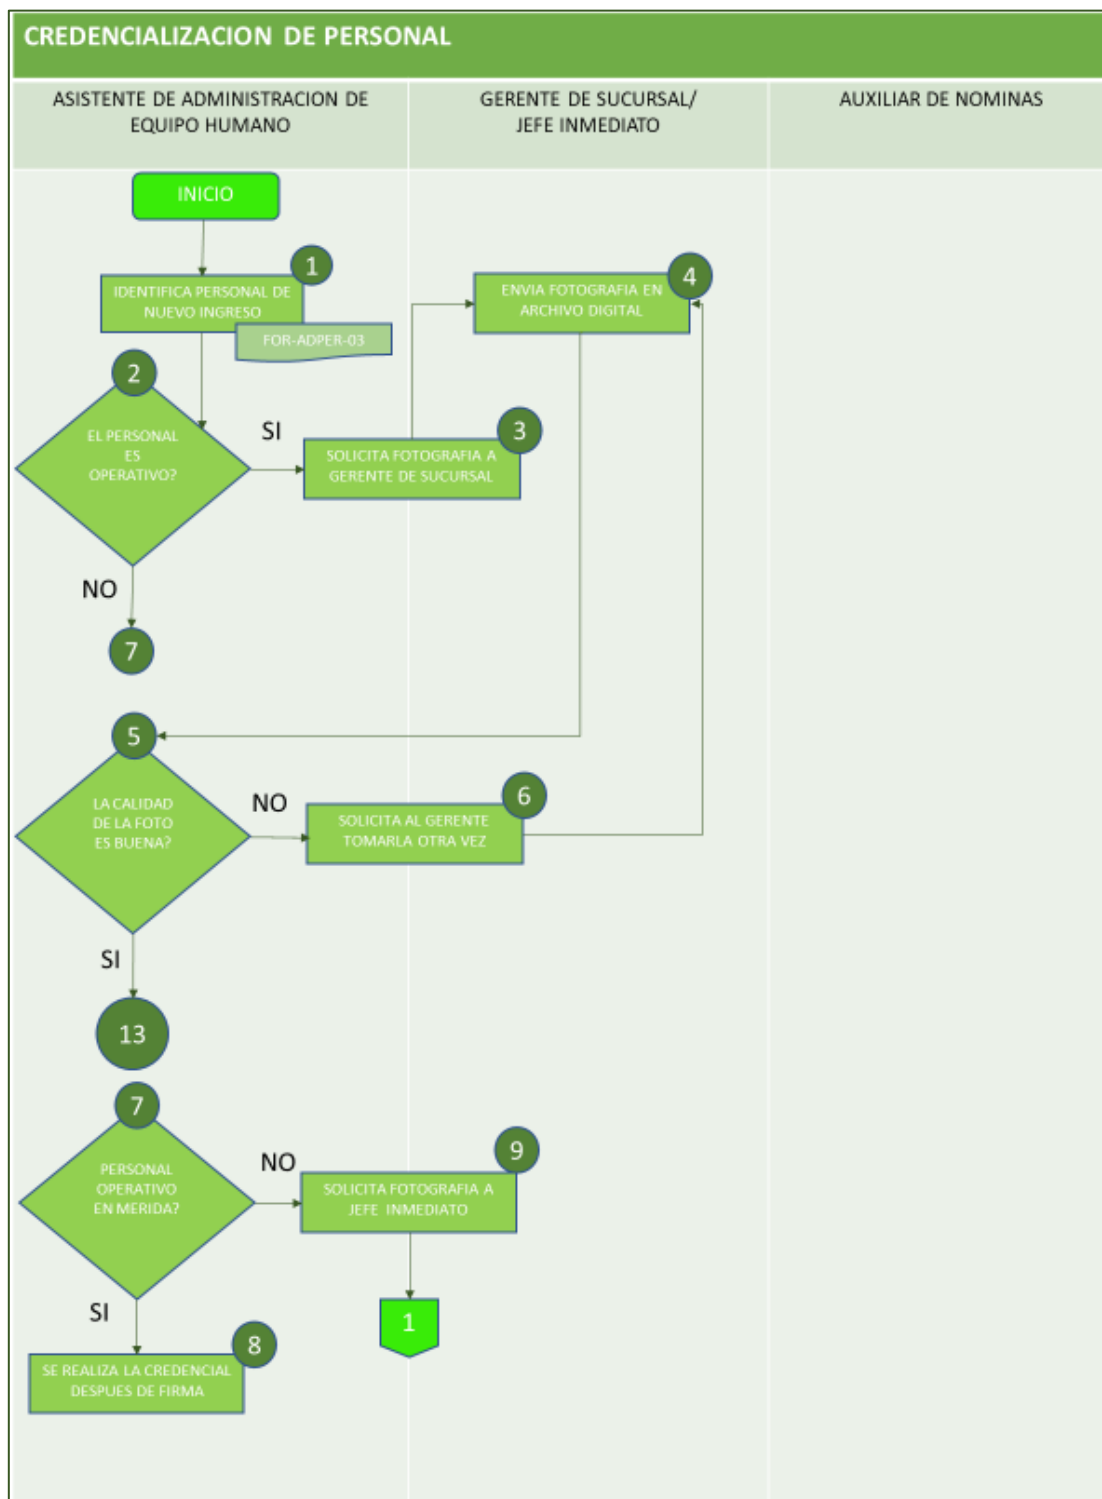 CREDENCIALIZACION DE PERSONAL
ASISTENTE DE ADMINISTRACION DE
EQUIPO HUMANO
GERENTE DE SUCURSAL/
JEFE INMEDIATO
AUXILIAR DE NOMINAS
INICIO
1
IDENTIFICA PERSONAL DE
NUEVO INGRESO
FOR-ADPER-03
4
ENVIA FOTOGRAFIA EN
ARCHIVO DIGITAL
2
EL PERSONAL
ES
OPERATIVO?
SI
3
SOLICITA FOTOGRAFIA A
GERENTE DE SUCURSAL
NO
7
5
LA CALIDAD
DE LA FOTO
ES BUENA?
NO
6
SOLICITA AL GERENTE
TOMARLA OTRA VEZ
SI
13
7
PERSONAL
OPERATIVO
EN MERIDA?
NO
9
SOLICITA FOTOGRAFIA A
JEFE INMEDIATO
SI
1
8
SE REALIZA LA CREDENCIAL
DESPUES DE FIRMA